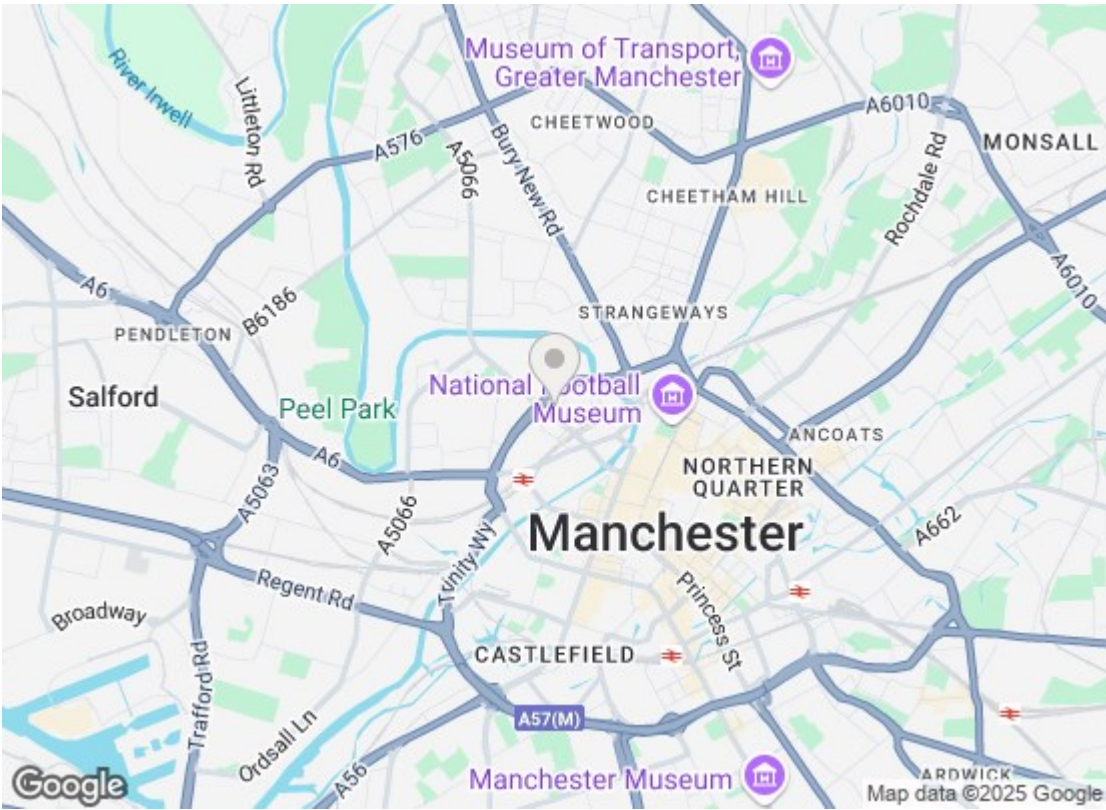 Museum of Transport,
Greater Manchester
River Irwell
Littleton Rd
A576
A5066
Bury New Rd
CHEETWOOD
A6010
MONSALL
CHEETHAM HILL
Rochdale Rd
A6010
A6
PENDLETON
B6186
STRANGEWAYS
Salford
Peel Park
National Football
Museum
ANCOATS
NORTHERN
QUARTER
A6
A5063
A5066
Manchester
A662
Trinity Wy
Regent Rd
Princess St
Broadway
CASTLEFIELD
Trafford Rd
Ordsall Ln
A57(M)
A56
Manchester Museum
ARDWICK
Google
Map data ©2025 Google